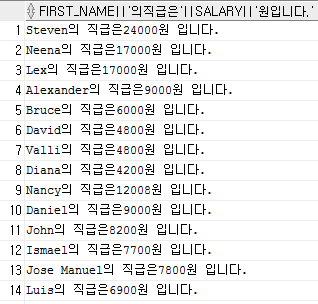 FIRST_NAME||'의직급은'||SALARY||'원입니다.'
1 Steven의 직급은24000원 입니다.
2 Neena의 직급은17000원 입니다.
3 Lex의 직급은17000원 입니다.
4 Alexander의 직급은9000원 입니다.
5 Bruce의 직급은6000원 입니다.
6 David의 직급은4800원 입니다.
7 Valli의 직급은4800원 입니다.
8 Diana의 직급은4200원 입니다.
9 Nancy의 직급은12008원 입니다.
10 Daniel의 직급은9000원 입니다.
11 John의 직급은8200원 입니다.
12 Ismael의 직급은7700원 입니다.
13 Jose Manuel의 직급은7800원 입니다.
14 Luis의 직급은6900원 입니다.